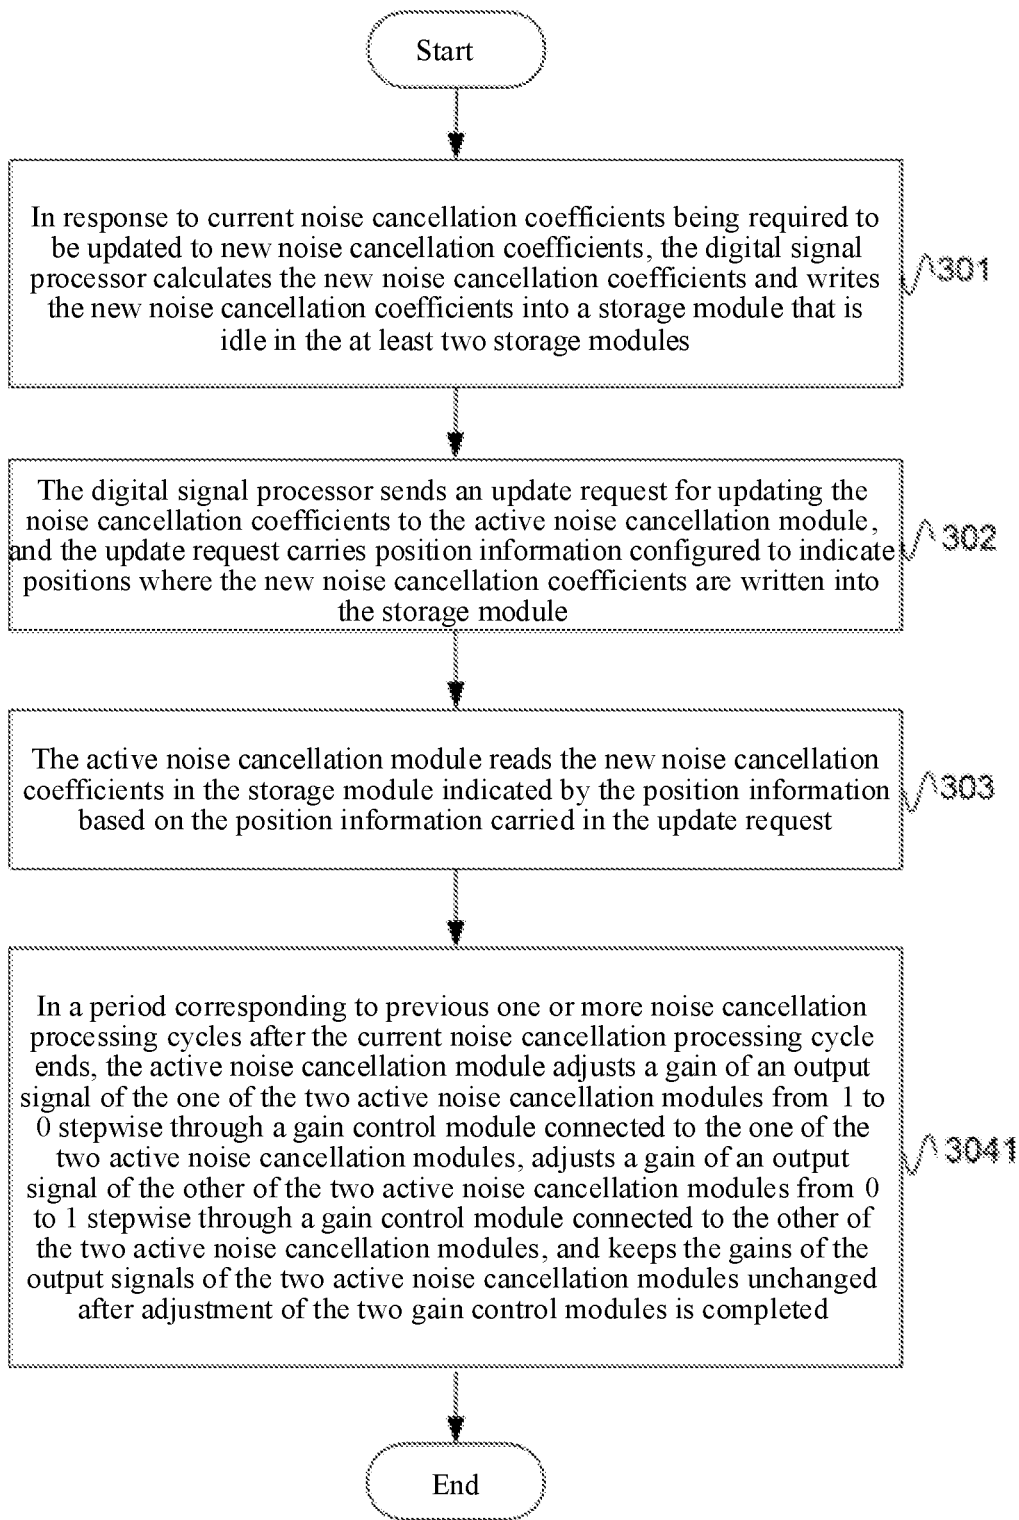 Start
In response to current noise cancellation coefficients being required to
be updated to new noise cancellation coefficients, the digital signal
processor calculates the new noise cancellation coefficients and writes
the new noise cancellation coefficients into a storage module that is
idle in the at least two storage modules
301
The digital signal processor sends an update request for updating the
noise cancellation coefficients to the active noise cancellation module,
and the update request carries position information configured to indicate
positions where the new noise cancellation coefficients are written into
the storage module
302
The active noise cancellation module reads the new noise cancellation
coefficients in the storage module indicated by the position information
based on the position information carried in the update request
303
In a period corresponding to previous one or more noise cancellation
processing cycles after the current noise cancellation processing cycle
ends, the active noise cancellation module adjusts a gain of an output
signal of the one of the two active noise cancellation modules from 1 to
0 stepwise through a gain control module connected to the one of the
two active noise cancellation modules, adjusts a gain of an output
signal of the other of the two active noise cancellation modules from 0
to 1 stepwise through a gain control module connected to the other of
the two active noise cancellation modules, and keeps the gains of the
output signals of the two active noise cancellation modules unchanged
after adjustment of the two gain control modules is completed
3041
End